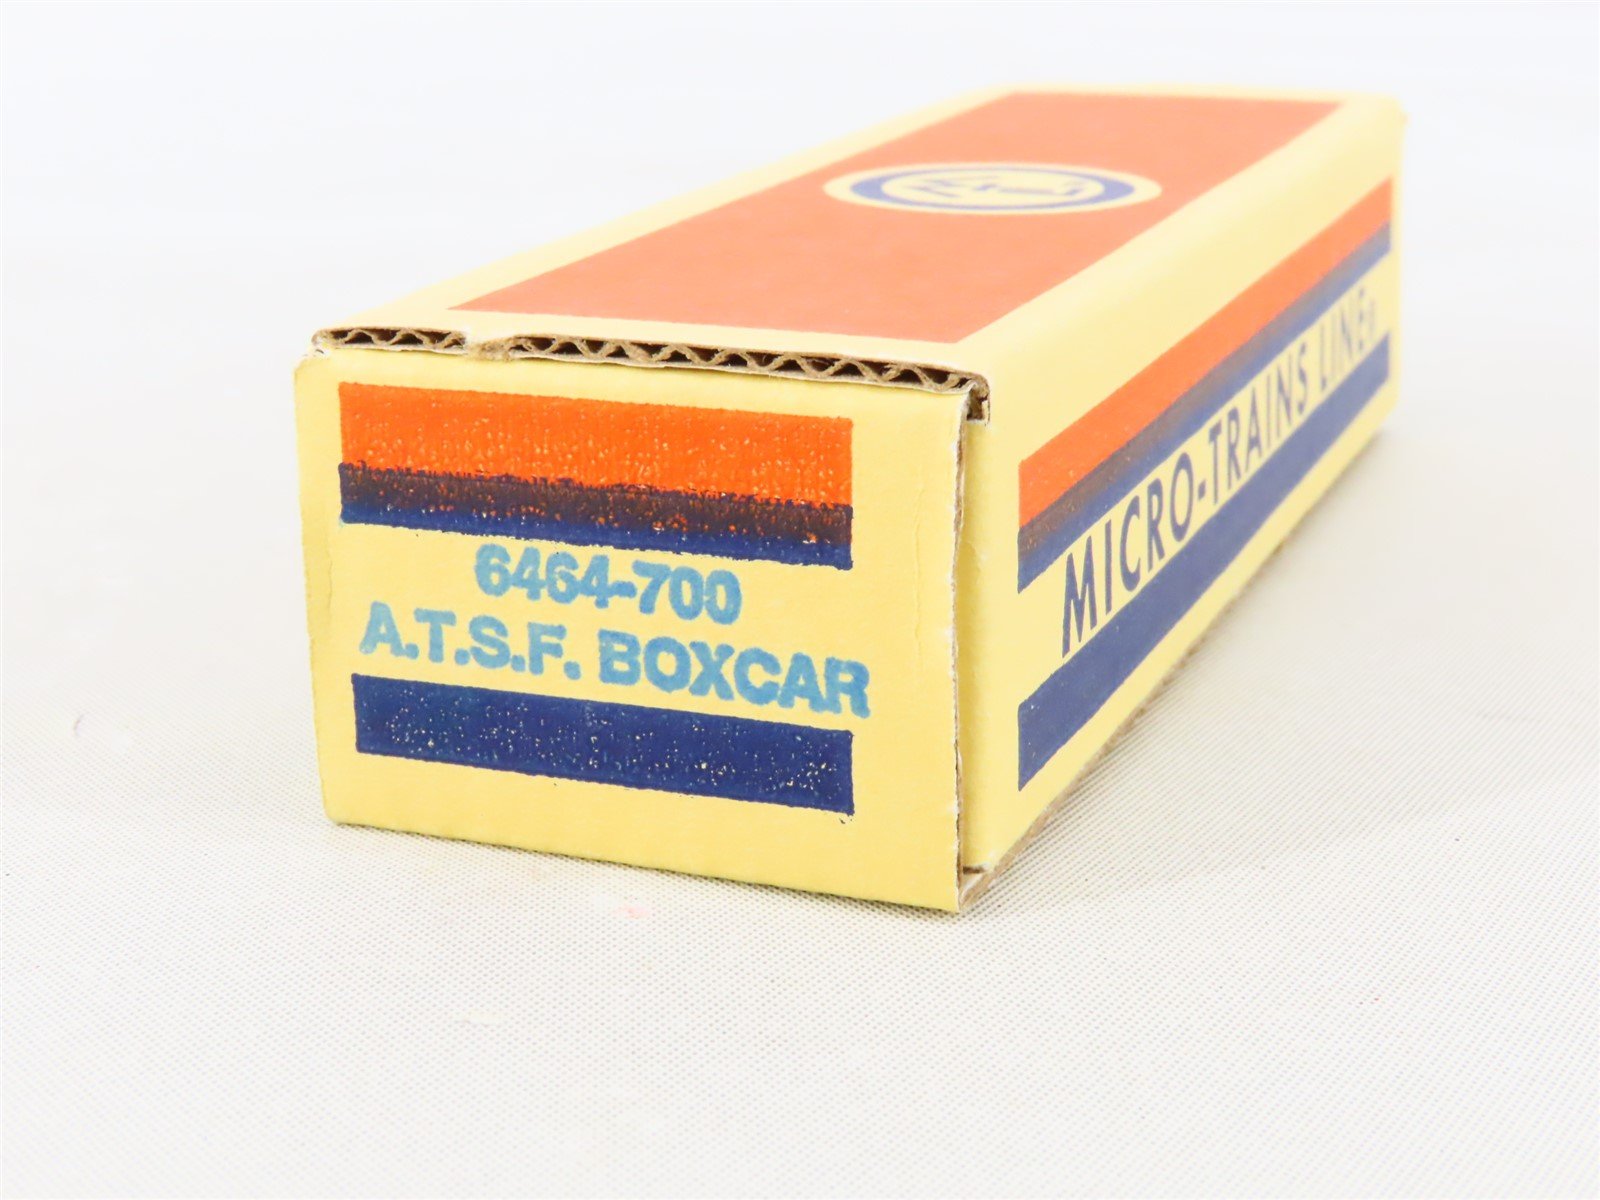 6464-700
A.T.S.F. BOXCAR
MICRO-TRAINS LINE®